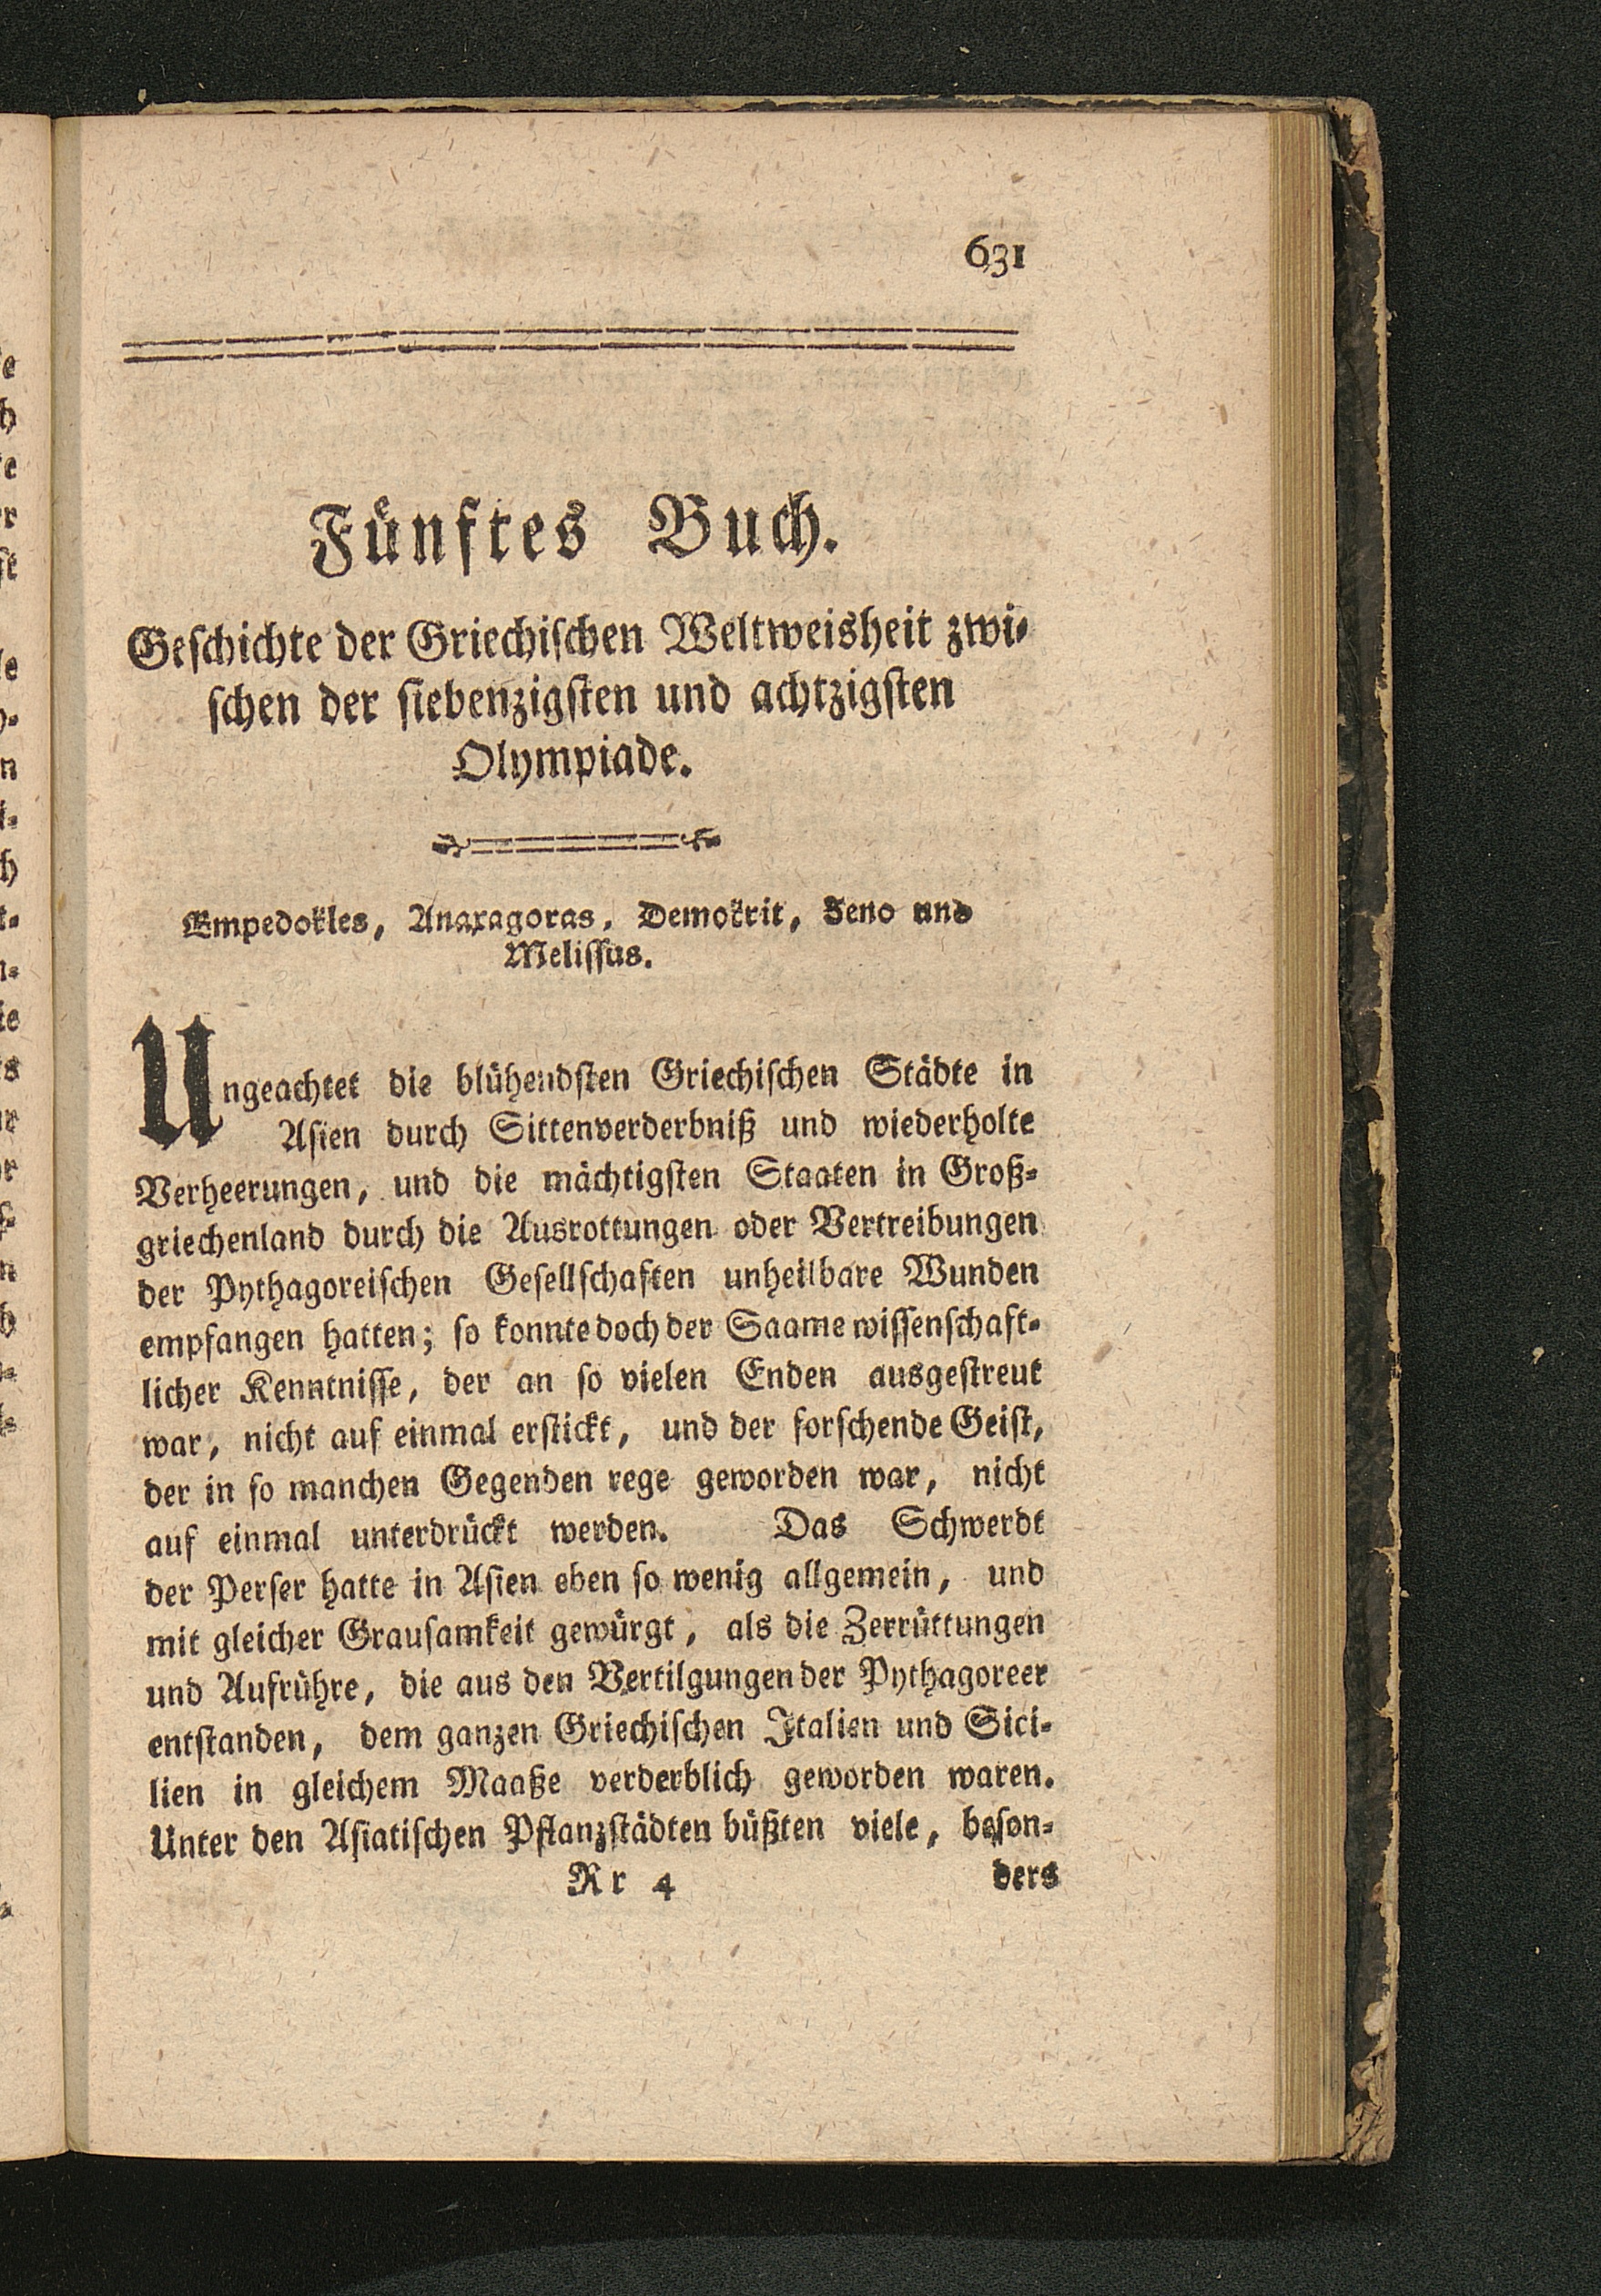 631
Fünftes Buch.
Geschichte der Griechischen Weltweisheit zwi-
schen der siebenzigsten und achtzigsten
Olympiade.
Empedokles, Anaxagoras, Demokrit, Zeno und
Melissus.
Ungeachtet die blühendsten Griechischen Städte in
Asien durch Sittenverderbniß und wiederholte
Verheerungen, und die mächtigsten Staaten in Groß-
griechenland durch die Ausrottungen oder Vertreibungen
der Pythagoreischen Gesellschaften unheilbare Wunden
empfangen hatten; so konnte doch der Saame wissenschaft-
licher Kenntnisse, der an so vielen Enden ausgestreut
war, nicht auf einmal erstickt, und der forschende Geist,
der in so manchen Gegenden rege geworden war, nicht
auf einmal unterdrückt werden. Das Schwerdt
der Perser hatte in Asien eben so wenig allgemein, und
mit gleicher Grausamkeit gewürgt, als die Zerrüttungen
und Aufrühre, die aus den Vertilgungen der Pythagoreer
entstanden, dem ganzen Griechischen Italien und Sici-
lien in gleichem Maaße verderblich geworden waren.
Unter den Asiatischen Pflanzstädten büßten viele, beson-
Rr 4 ders